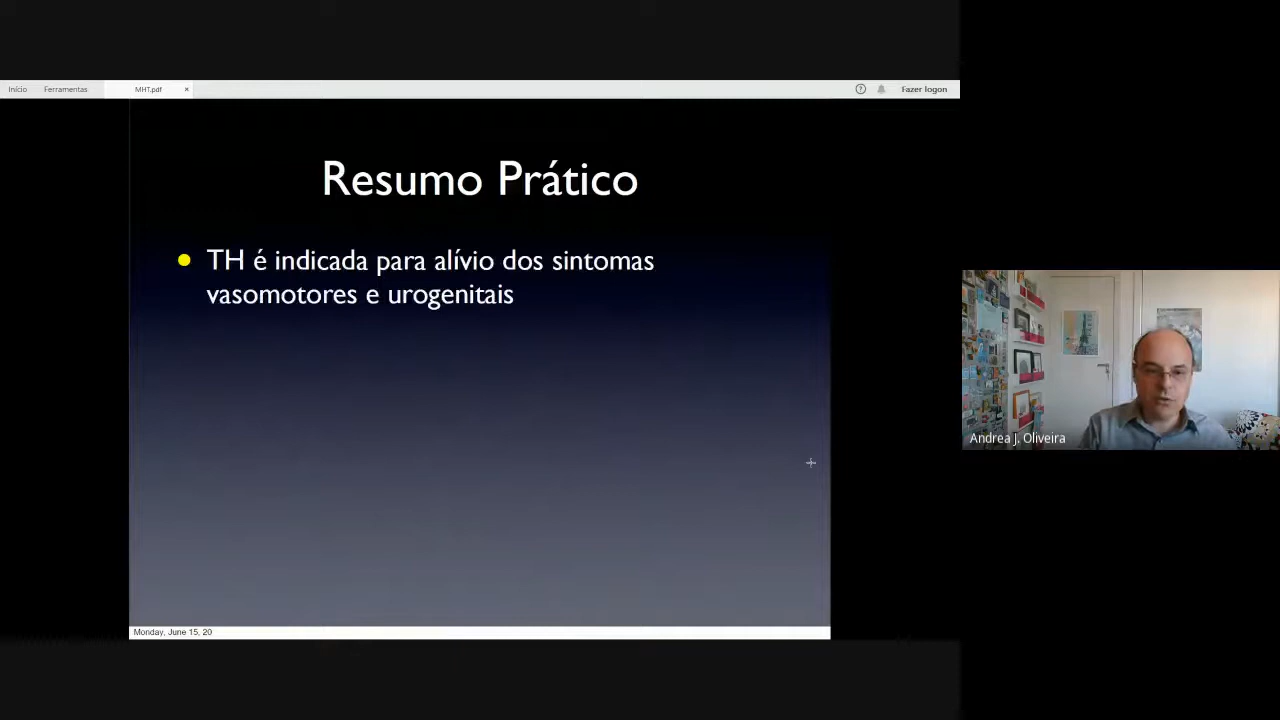 Início Ferramentas MHT.pdf × ? Fazer logon
Resumo Prático
TH é indicada para alívio dos sintomas
vasomotores e urogenitais
Andrea J. Oliveira
Monday, June 15, 20